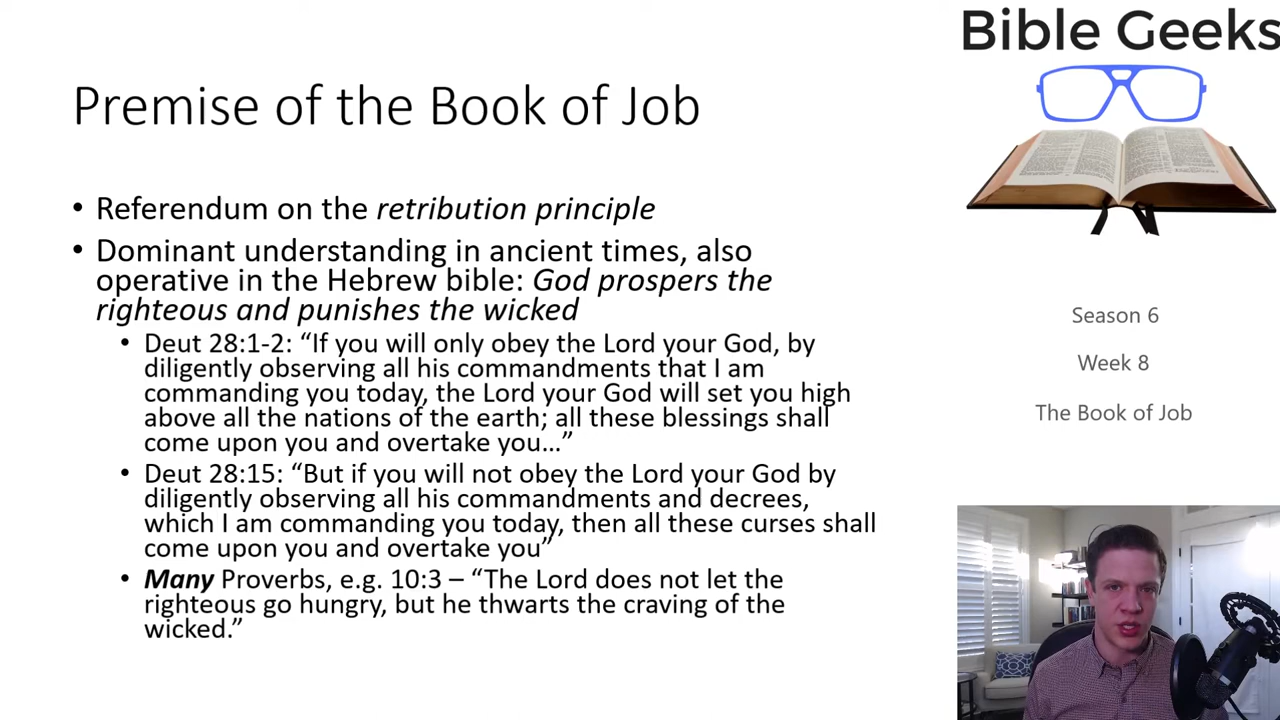 Premise of the Book of Job
• Referendum on the retribution principle
• Dominant understanding in ancient times, also
operative in the Hebrew bible: God prospers the
righteous and punishes the wicked
• Deut 28:1-2: “If you will only obey the Lord your God, by
diligently observing all his commandments that I am
commanding you today, the Lord your God will set you high
above all the nations of the earth; all these blessings shall
come upon you and overtake you…”
• Deut 28:15: “But if you will not obey the Lord your God by
diligently observing all his commandments and decrees,
which I am commanding you today, then all these curses shall
come upon you and overtake you”
• Many Proverbs, e.g. 10:3 – “The Lord does not let the
righteous go hungry, but he thwarts the craving of the
wicked.”
Bible Geeks
Season 6
Week 8
The Book of Job